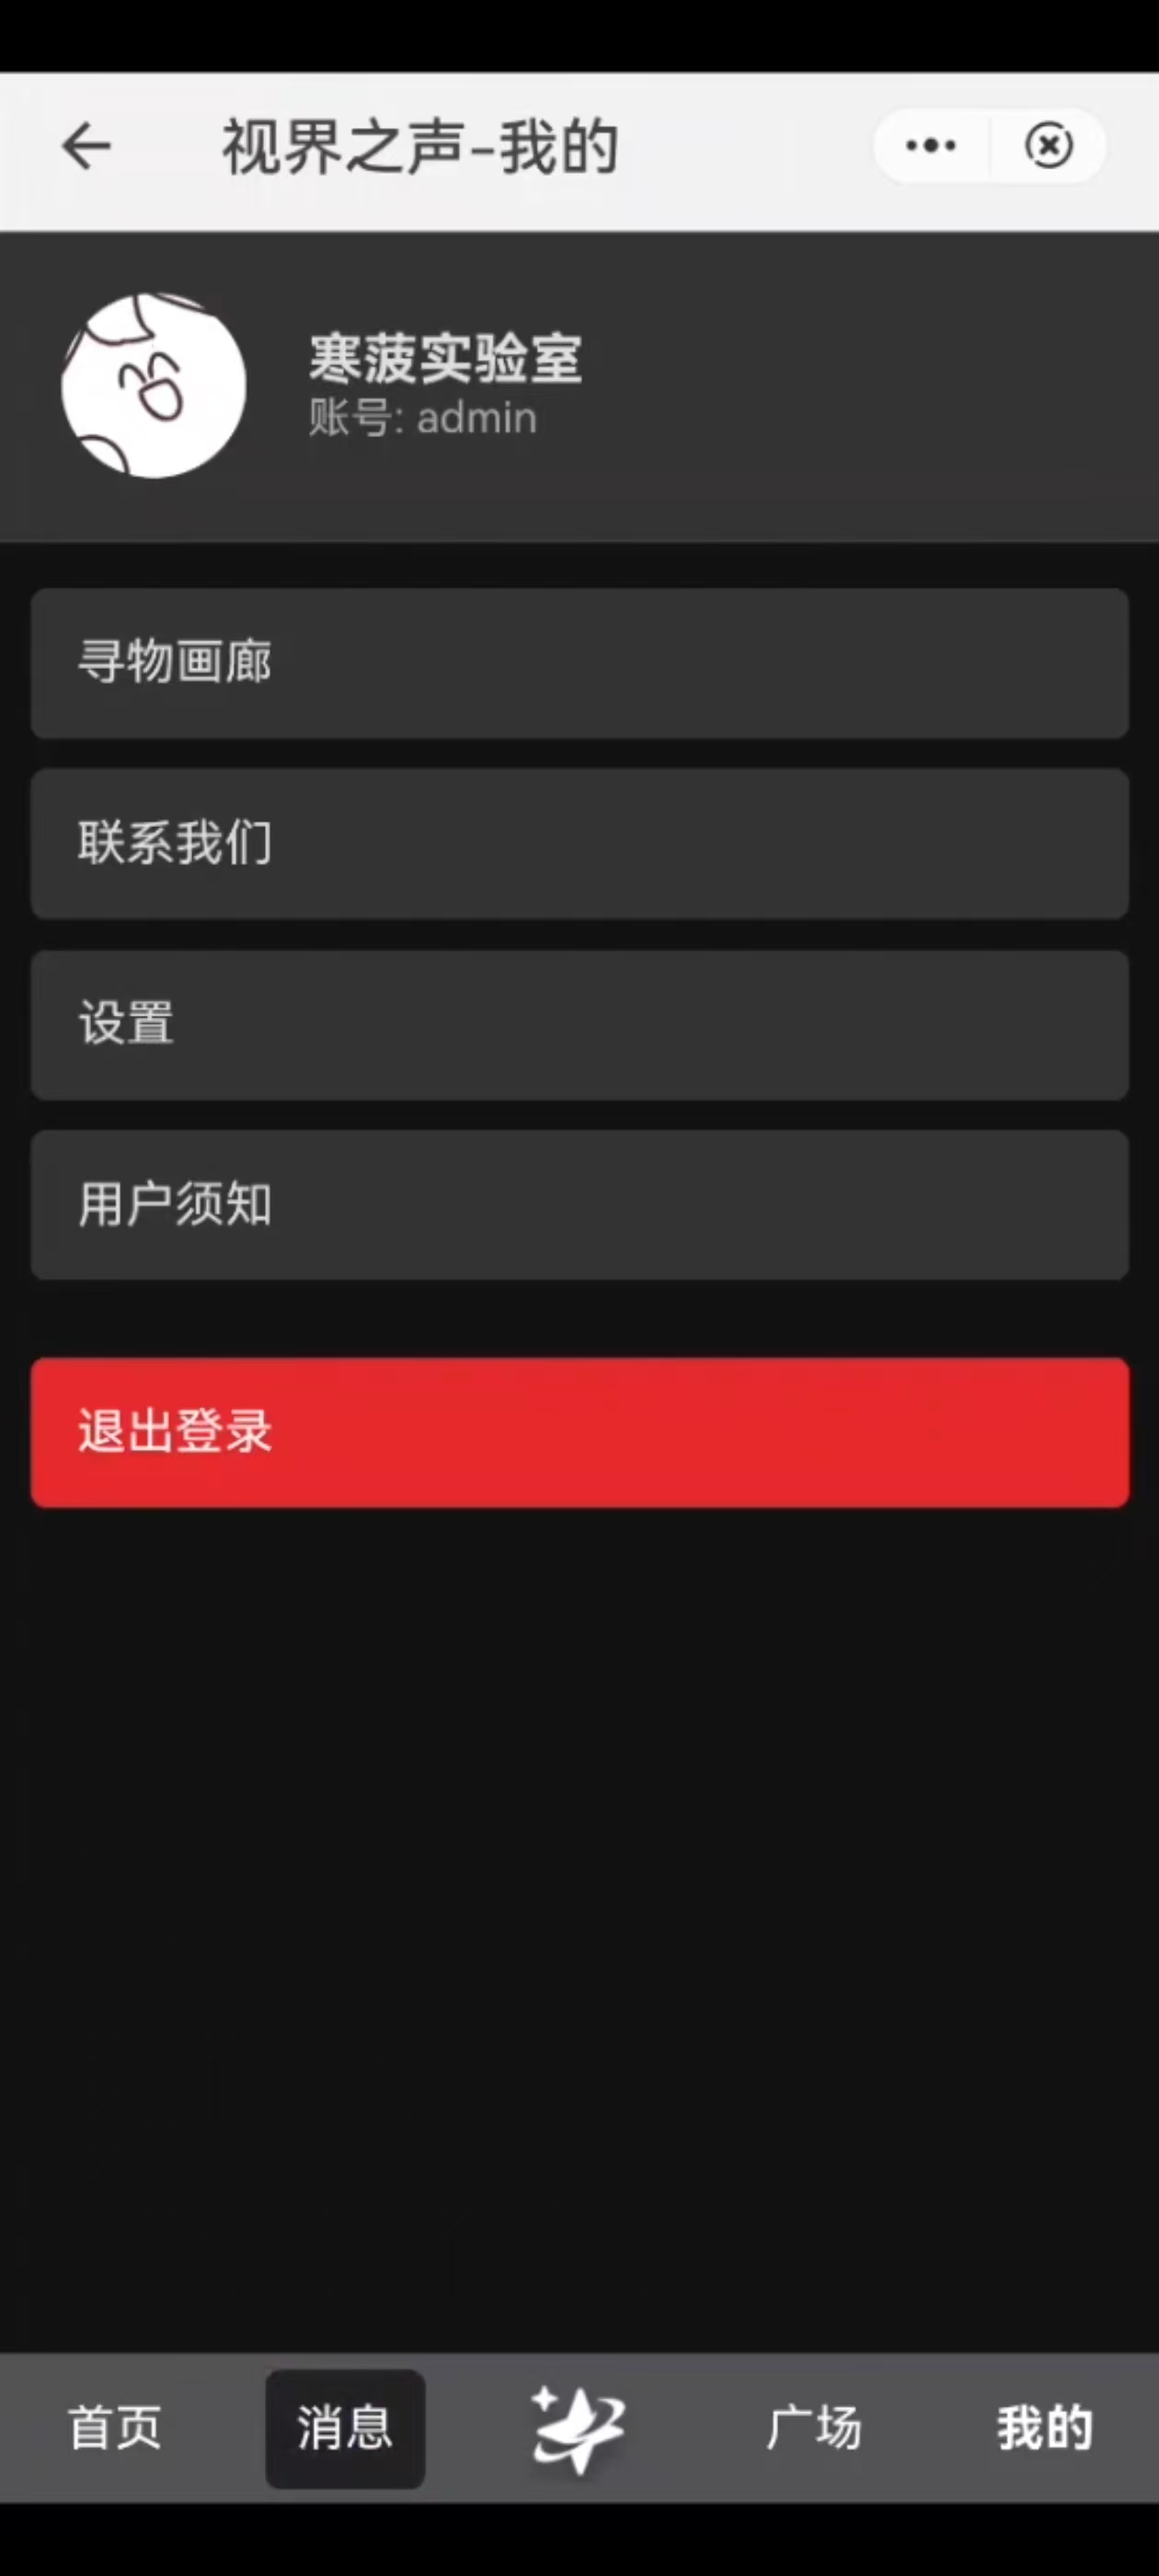 视界之声-我的
寒菠实验室
账号: admin
寻物画廊
联系我们
设置
用户须知
退出登录
首页 消息 广场 我的